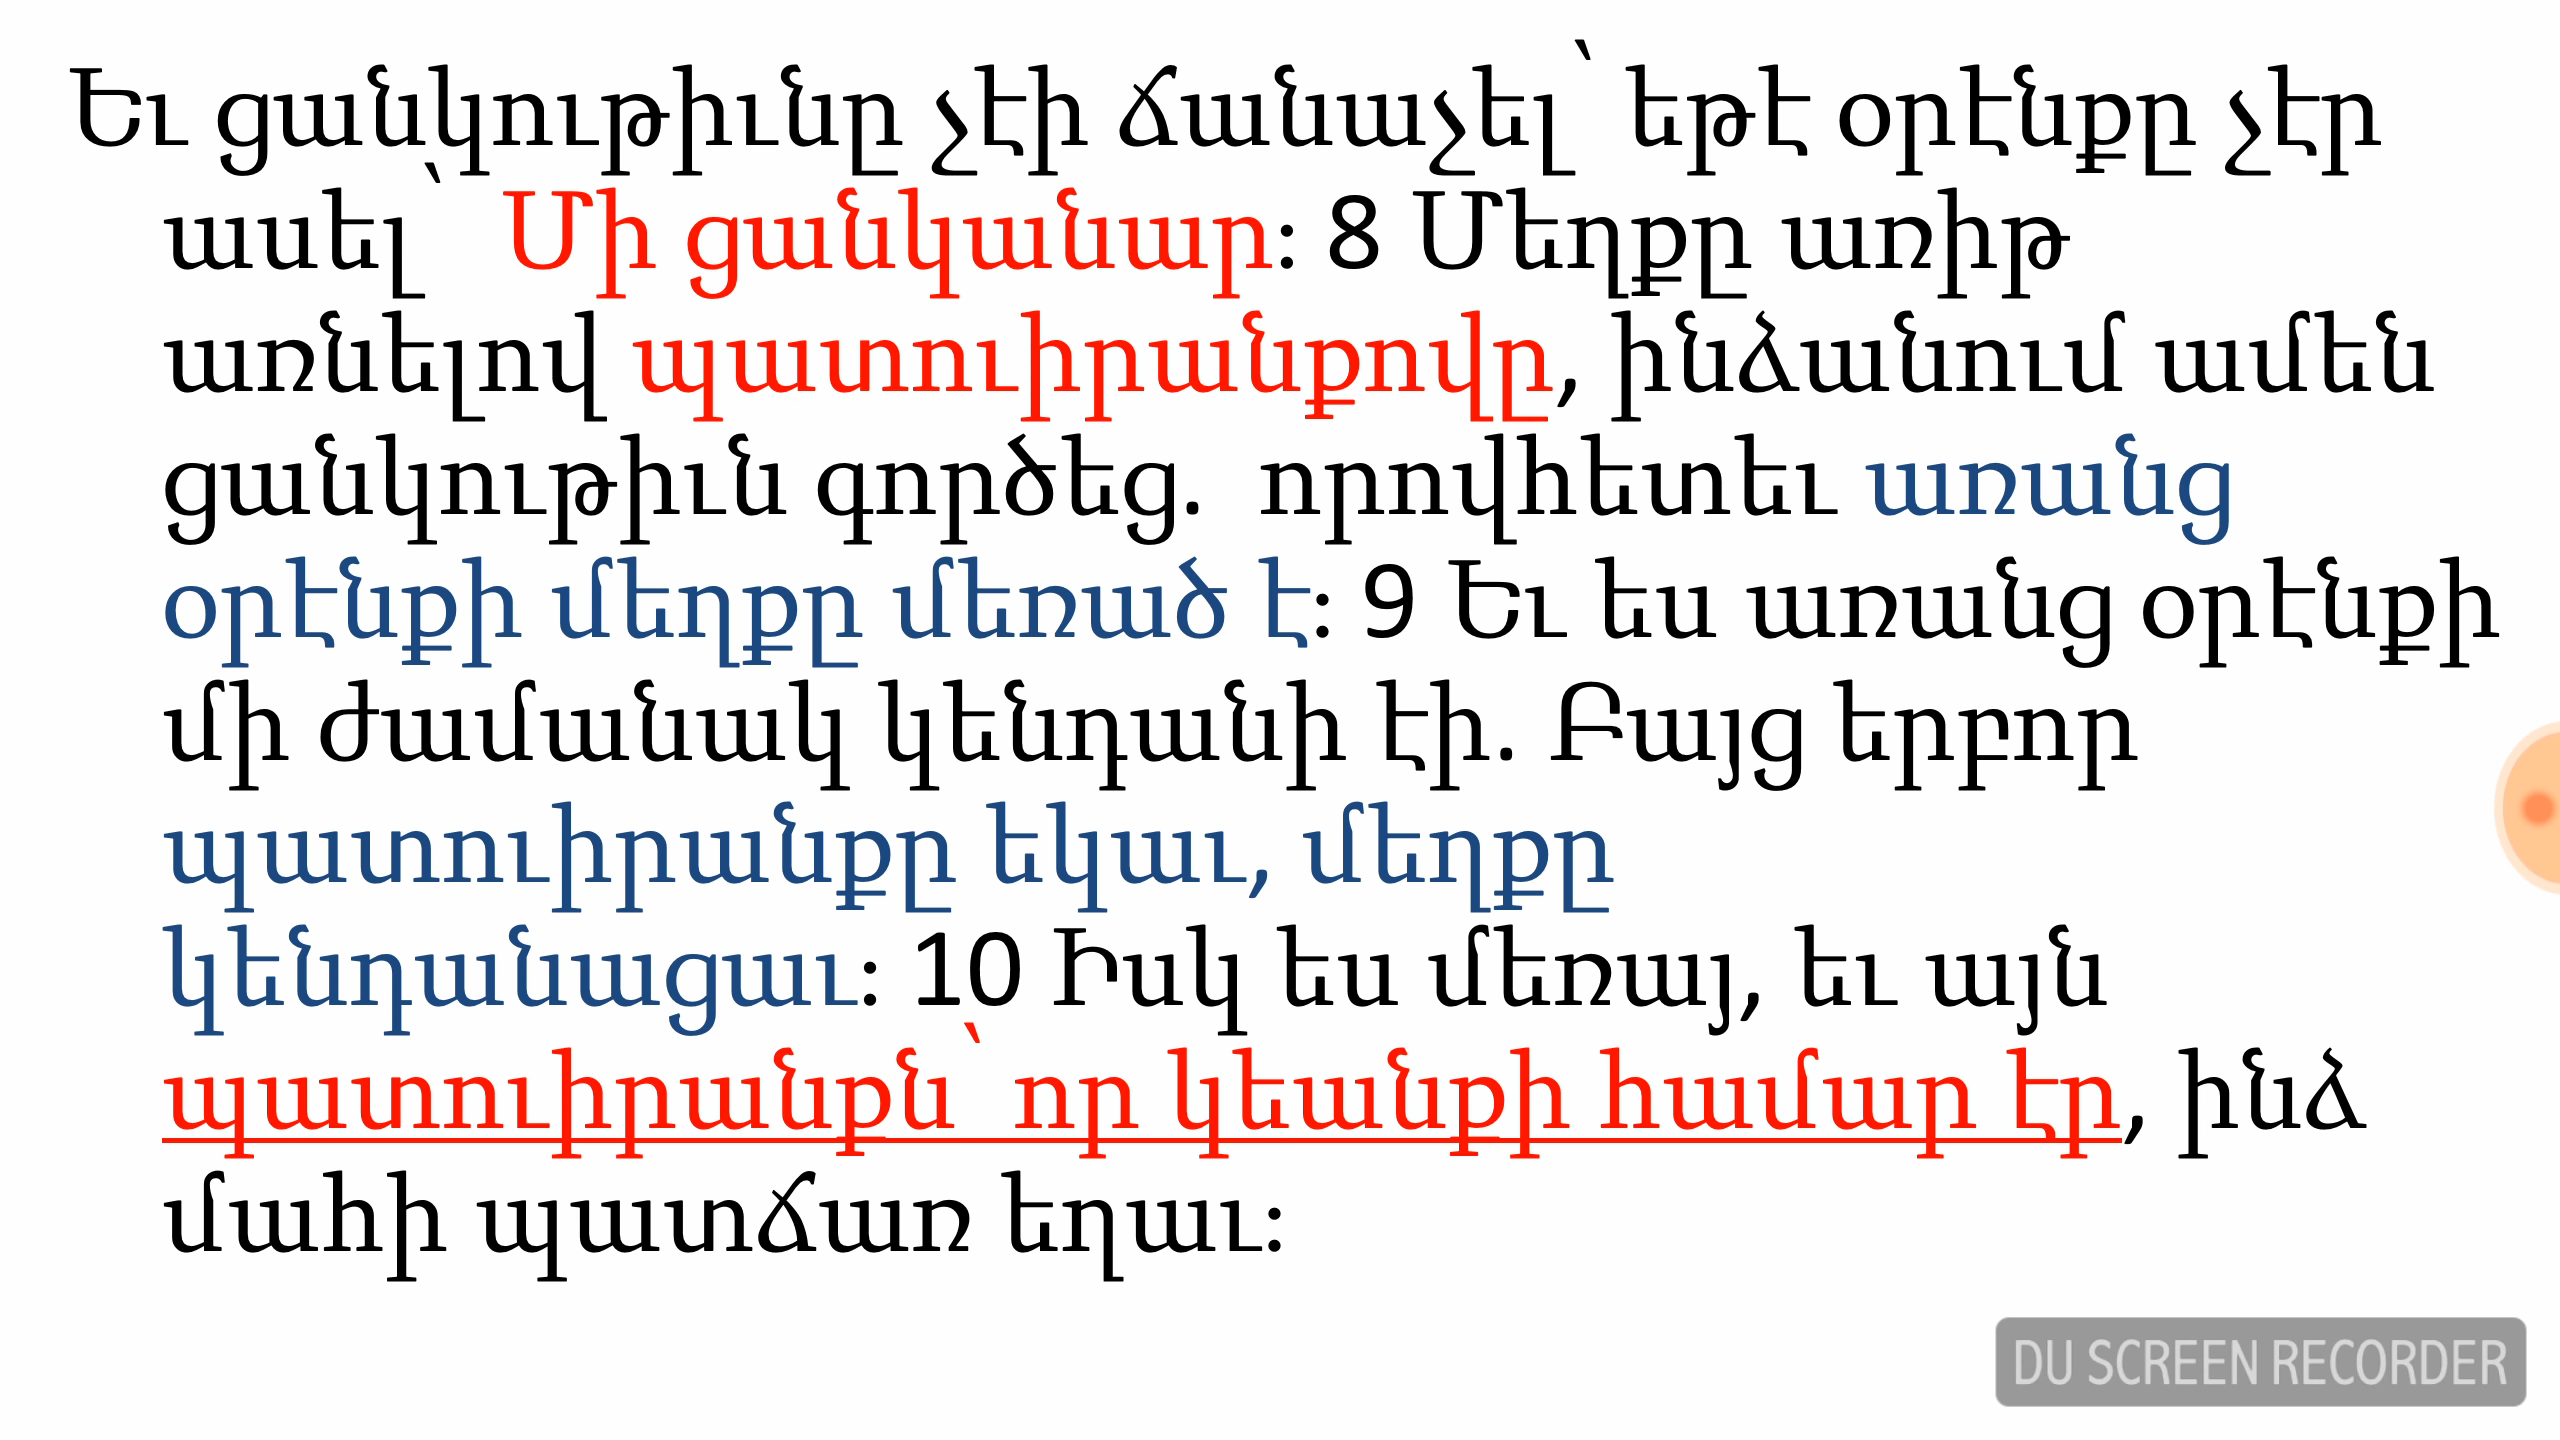 Եւ ցանկութիւնը չէի ճանաչել՝ եթէ օրէնքը չէր
ասել՝ Մի ցանկանար։ 8 Մեղքը առիթ
առնելով պատուիրանքովը, ինձանում ամեն
ցանկութիւն գործեց. որովհետեւ առանց
օրէնքի մեղքը մեռած է։ 9 Եւ ես առանց օրէնքի
մի ժամանակ կենդանի էի. Բայց երբոր
պատուիրանքը եկաւ, մեղքը
կենդանացաւ։ 10 Իսկ ես մեռայ, եւ այն
պատուիրանքն՝ որ կեանքի համար էր, ինձ
մահի պատճառ եղաւ։
DU SCREEN RECORDER